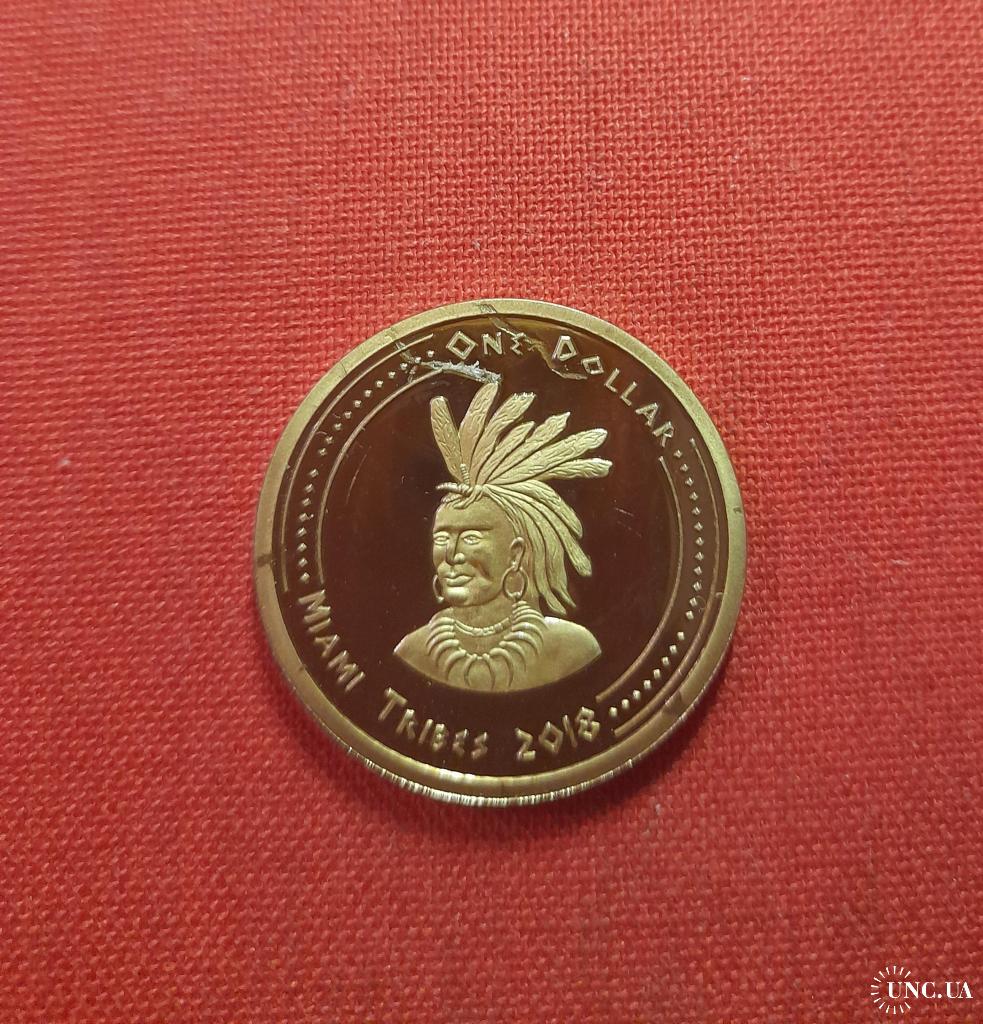 ONE DOLLAR
MIAMI TRIBES 2018
UNC.UA